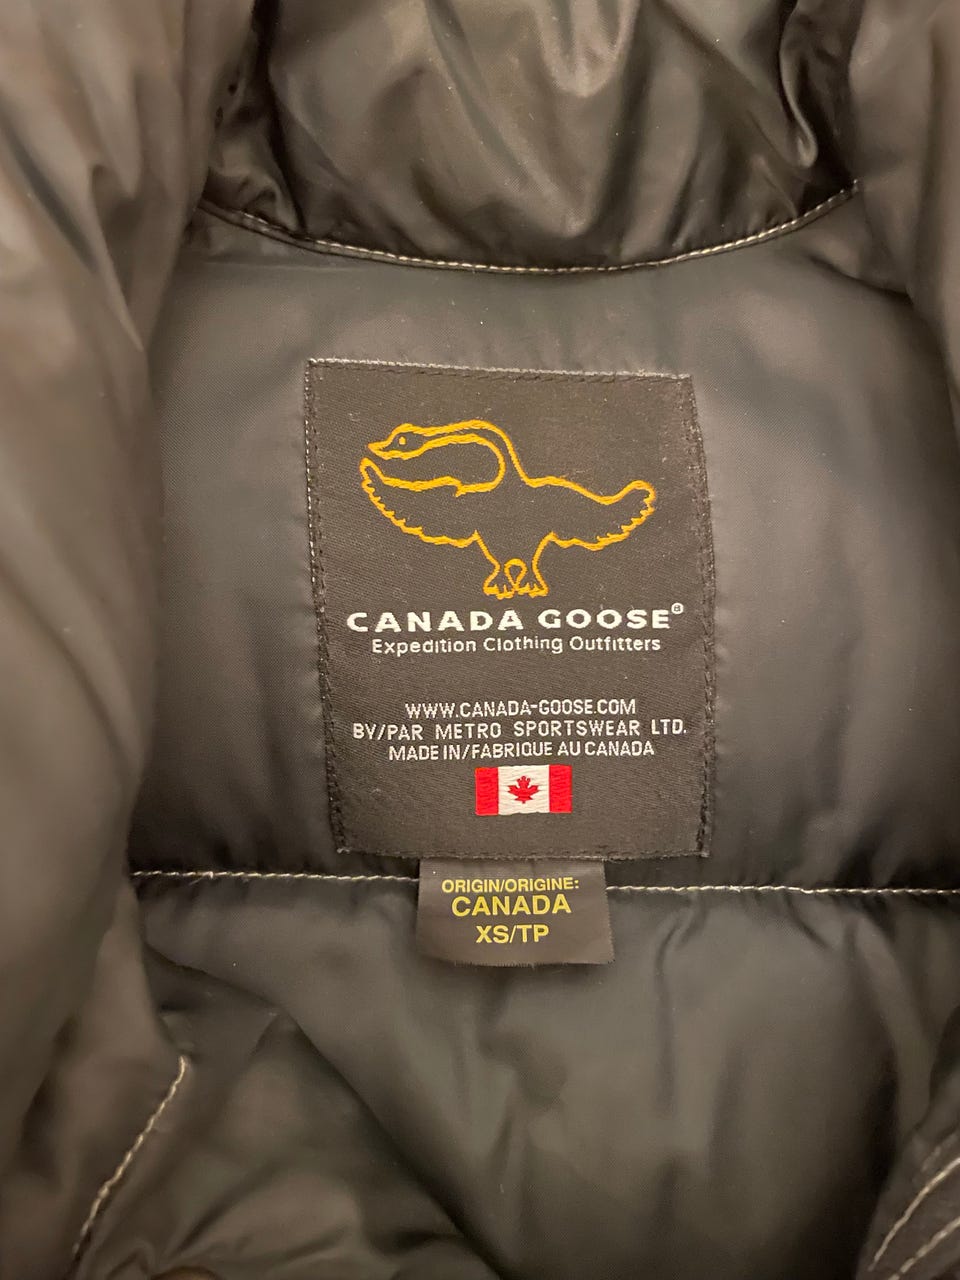 CANADA GOOSE®
Expedition Clothing Outfitters
WWW.CANADA-GOOSE.COM
BY/PAR METRO SPORTSWEAR LTD.
MADE IN/FABRIQUE AU CANADA
ORIGIN/ORIGINE:
CANADA
XS/TP